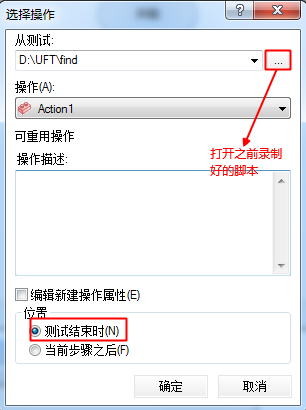 选择操作
从测试:
D:\UFT\find
...
操作(A):
Action1
可重用操作
操作描述:
打开之前录制
好的脚本
编辑新建操作属性(E)
位置
测试结束时(N)
当前步骤之后(F)
确定
取消